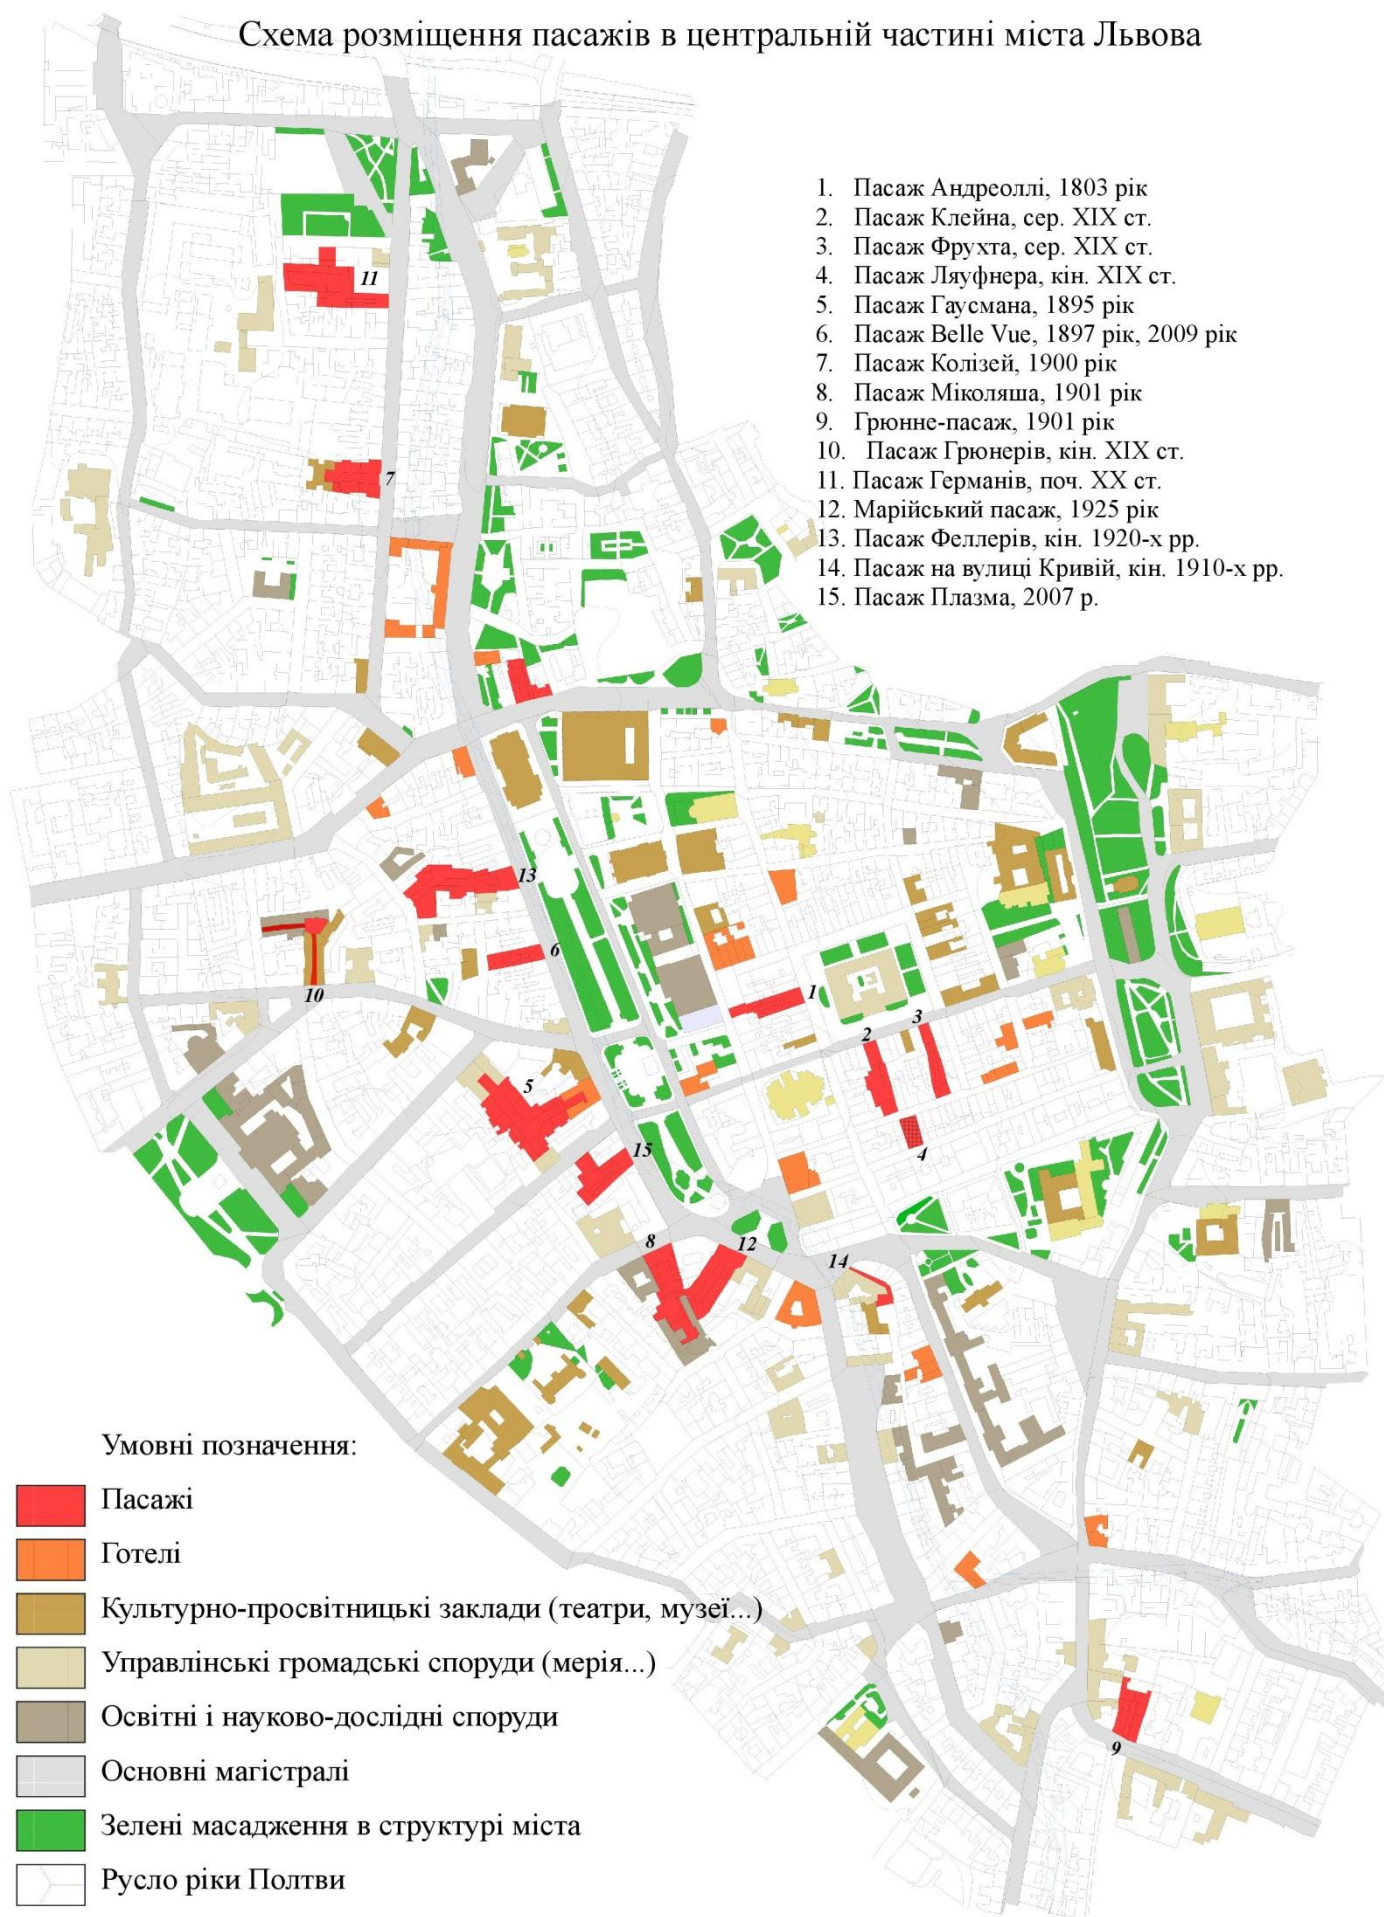 Схема розміщення пасажів в центральній частині міста Львова
1. Пасаж Андреоллі, 1803 рік
2. Пасаж Клейна, сер. XIX ст.
3. Пасаж Фрухта, сер. XIX ст.
4. Пасаж Ляуфнера, кін. XIX ст.
5. Пасаж Гаусмана, 1895 рік
6. Пасаж Belle Vue, 1897 рік, 2009 рік
7. Пасаж Колізей, 1900 рік
8. Пасаж Міколяша, 1901 рік
9. Грюнне-пасаж, 1901 рік
10. Пасаж Грюнерів, кін. XIX ст.
11. Пасаж Германів, поч. XX ст.
12. Марійський пасаж, 1925 рік
13. Пасаж Феллерів, кін. 1920-х рр.
14. Пасаж на вулиці Кривій, кін. 1910-х рр.
15. Пасаж Плазма, 2007 р.
11
7
13
6
10
1
3
2
5
4
15
8
12
14
9
Умовні позначення:
Пасажі
Готелі
Культурно-просвітницькі заклади (театри, музеї...)
Управлінські громадські споруди (мерія...)
Освітні і науково-дослідні споруди
Основні магістралі
Зелені масадження в структурі міста
Русло ріки Полтви